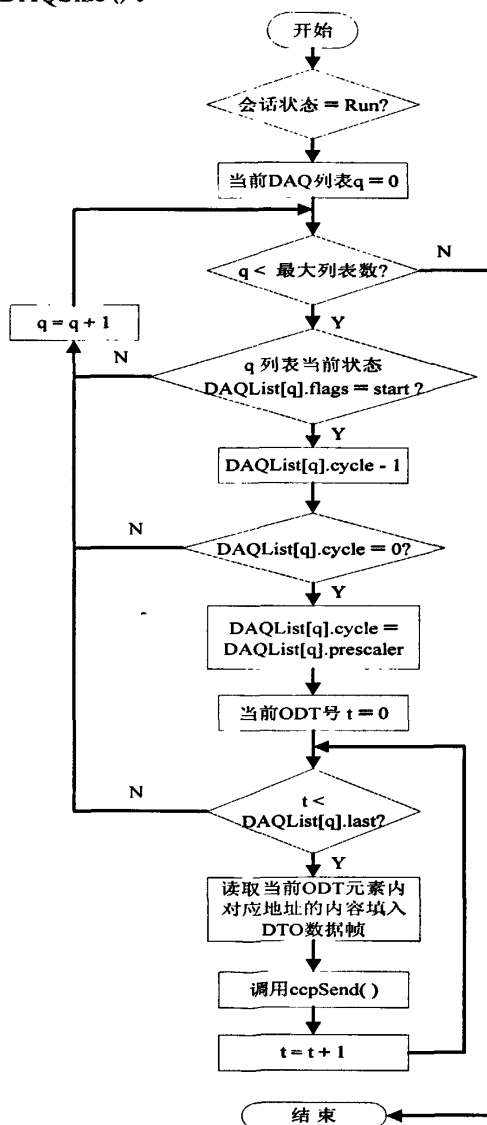 开始
会话状态 = Run?
当前DAQ列表q = 0
q < 最大列表数?
N
Y
q = q + 1
N
q 列表当前状态
DAQList[q].flags = start ?
Y
DAQList[q].cycle - 1
N
DAQList[q].cycle = 0?
Y
DAQList[q].cycle =
DAQList[q].prescaler
当前ODT号 t = 0
N
t <
DAQList[q].last?
Y
读取当前ODT元素内
对应地址的内容填入
DTO数据帧
调用ccpSend( )
t = t + 1
结 束